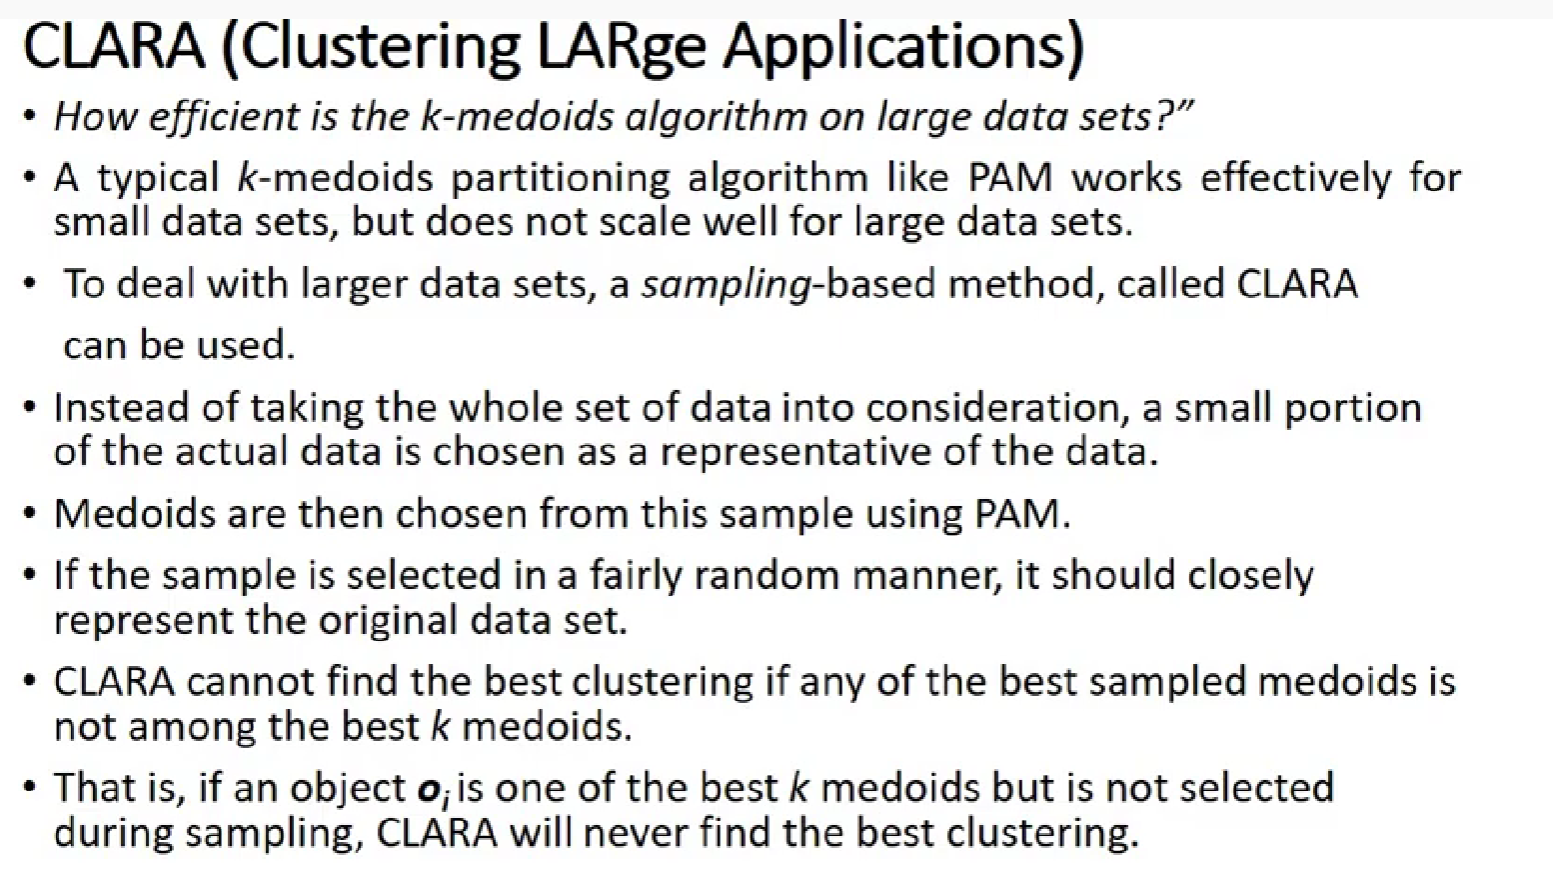 CLARA (Clustering LARge Applications)
• How efficient is the k-medoids algorithm on large data sets?”
• A typical k-medoids partitioning algorithm like PAM works effectively for
small data sets, but does not scale well for large data sets.
• To deal with larger data sets, a sampling-based method, called CLARA
can be used.
• Instead of taking the whole set of data into consideration, a small portion
of the actual data is chosen as a representative of the data.
• Medoids are then chosen from this sample using PAM.
• If the sample is selected in a fairly random manner, it should closely
represent the original data set.
• CLARA cannot find the best clustering if any of the best sampled medoids is
not among the best k medoids.
• That is, if an object oi is one of the best k medoids but is not selected
during sampling, CLARA will never find the best clustering.